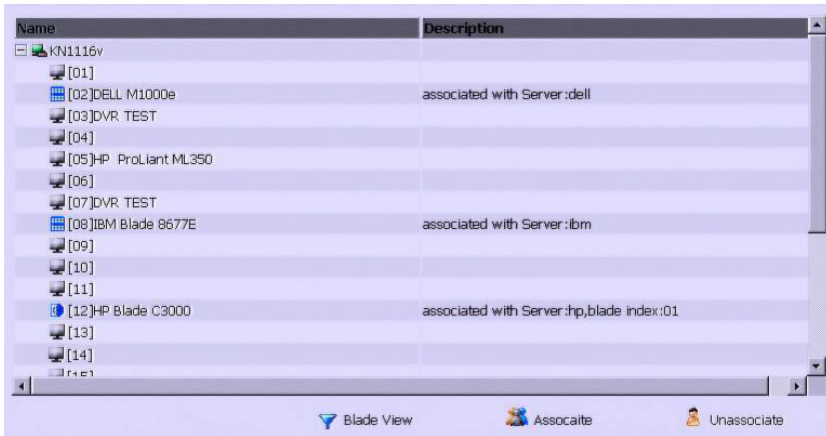 Name Description
KN1116v
[01]
[02]DELL M1000e associated with Server:dell
[03]DVR TEST
[04]
[05]HP ProLiant ML350
[06]
[07]DVR TEST
[08]IBM Blade 8677E associated with Server:ibm
[09]
[10]
[11]
[12]HP Blade C3000 associated with Server:hp,blade index:01
[13]
[14]
Blade View Assocaite Unassociate